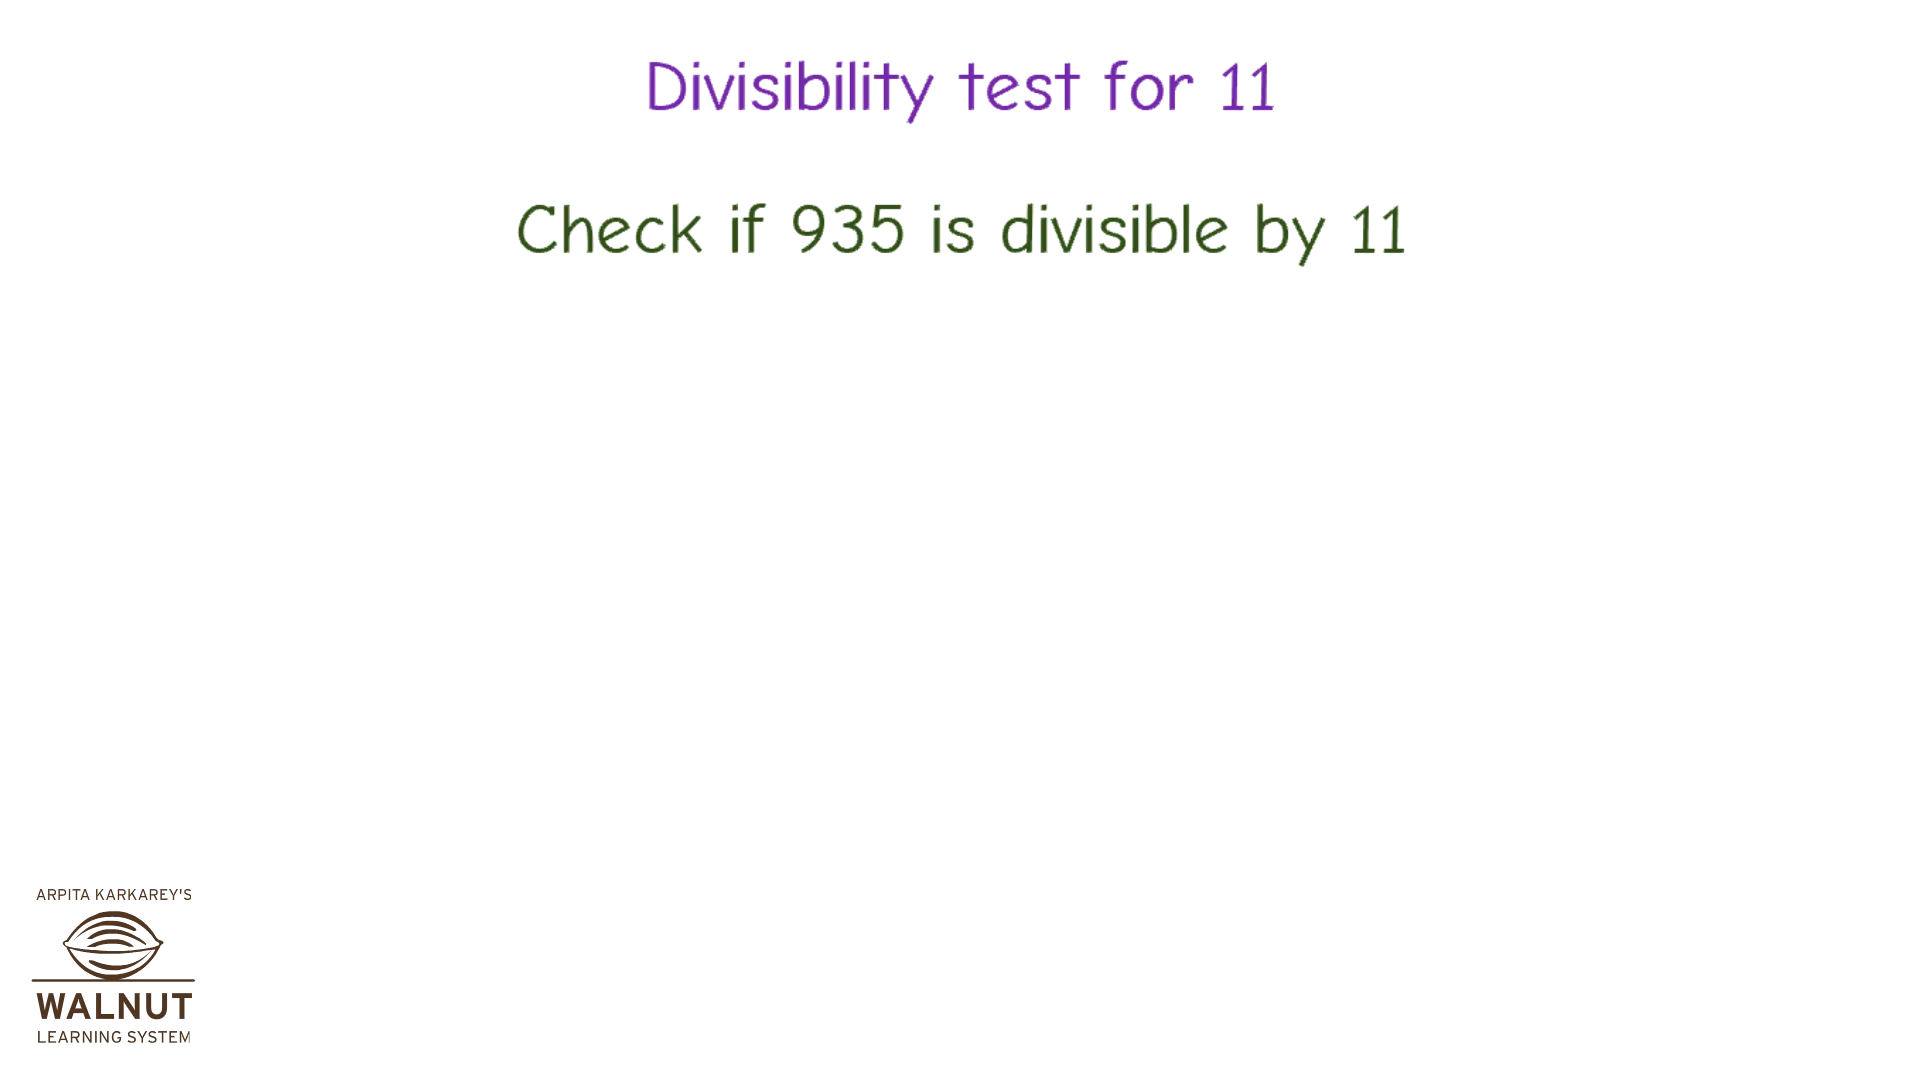 Divisibility test for 11
Check if 935 is divisible by 11
ARPITA KARKAREY'S
WALNUT
LEARNING SYSTEM